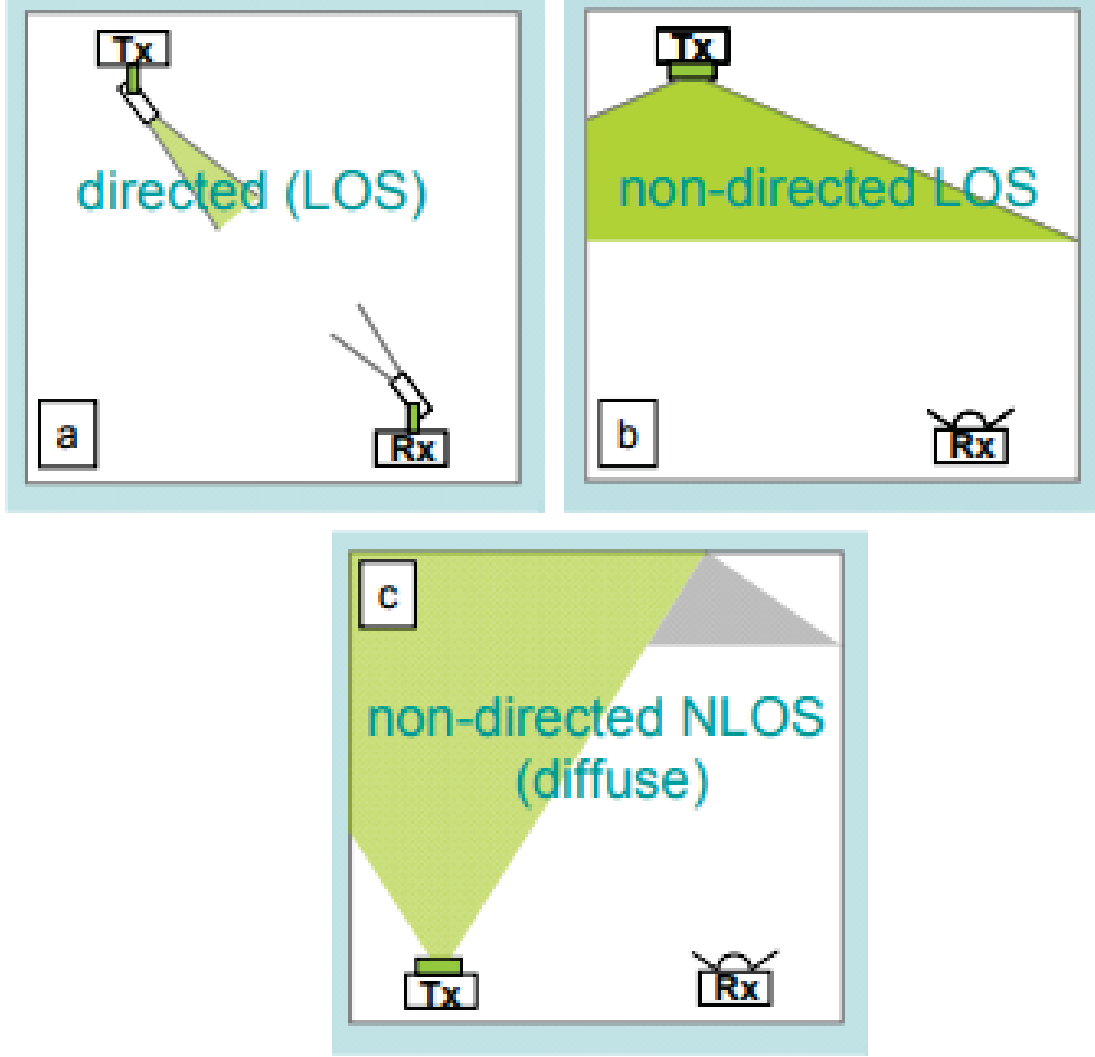 Tx
directed (LOS)
a
Rx
Tx
non-directed LOS
b
Rx
c
non-directed NLOS
(diffuse)
Tx
Rx